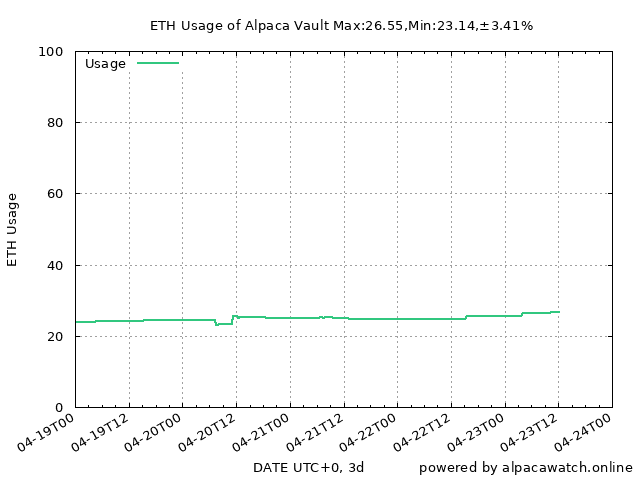 ETH Usage of Alpaca Vault Max:26.55,Min:23.14,±3.41%
100
Usage
80
60
ETH Usage
40
20
0
04-19T00
04-19T12
04-20T00
04-20T12
04-21T00
04-21T12
04-22T00
04-22T12
04-23T00
04-23T12
04-24T00
DATE UTC+0, 3d
powered by alpacawatch.online